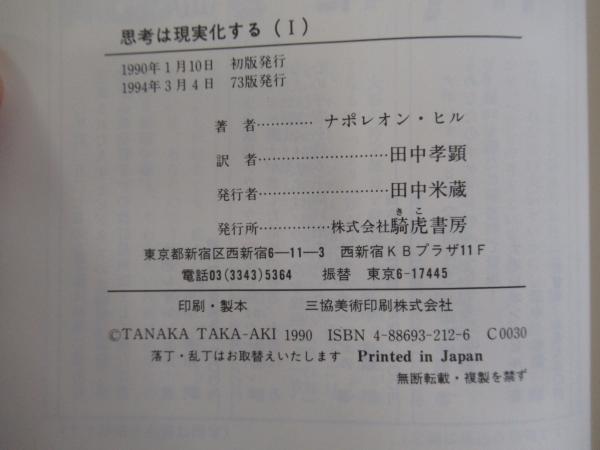 思考は現実化する(Ⅰ)
1990年1月10日 初版発行
1994年3月4日 73版発行
著者………… ナポレオン・ヒル
訳者………………………田中孝顕
発行者………………………田中米蔵
発行所……………株式会社騎虎書房
きこ
東京都新宿区西新宿6―11―3 西新宿KBプラザ11F
電話03(3343)5364 振替 東京6-17445
印刷・製本 三協美術印刷株式会社
©TANAKA TAKA-AKI 1990 ISBN 4-88693-212-6 C0030
落丁・乱丁はお取替えいたします Printed in Japan
無断転載・複製を禁ず